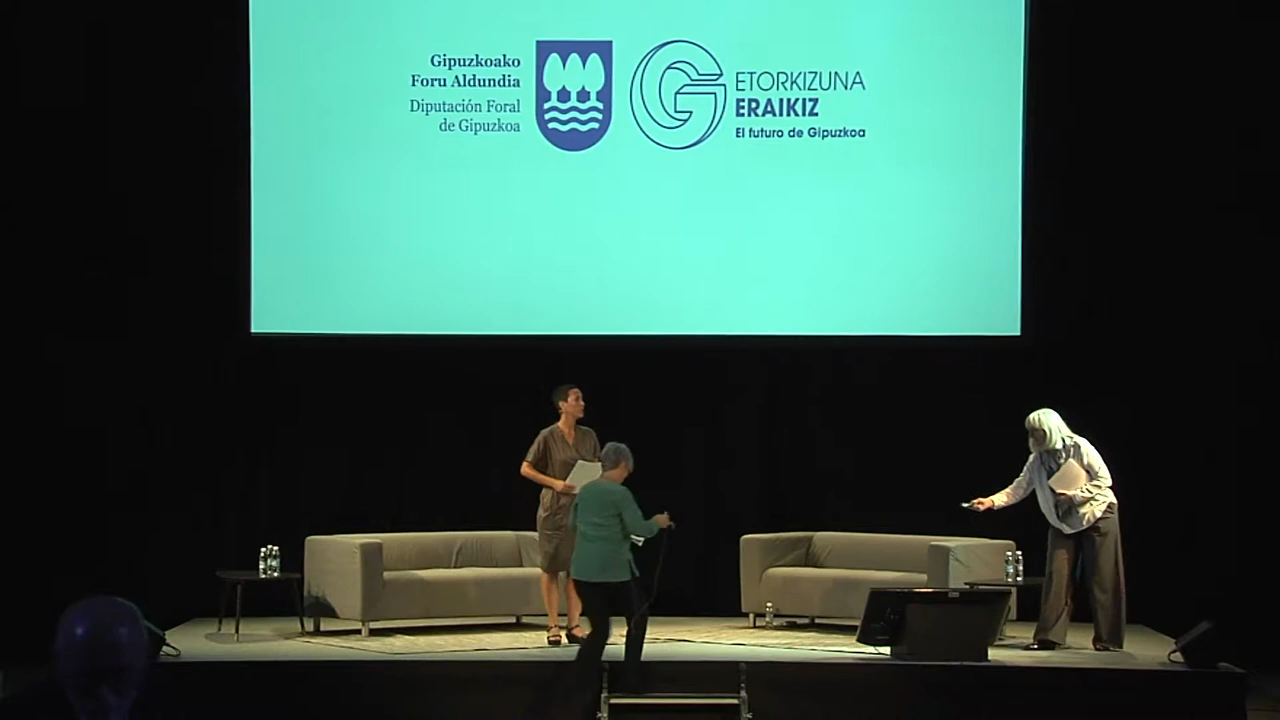 Gipuzkoako
Foru Aldundia
Diputación Foral
de Gipuzkoa
ETORKIZUNA
ERAIKIZ
El futuro de Gipuzkoa